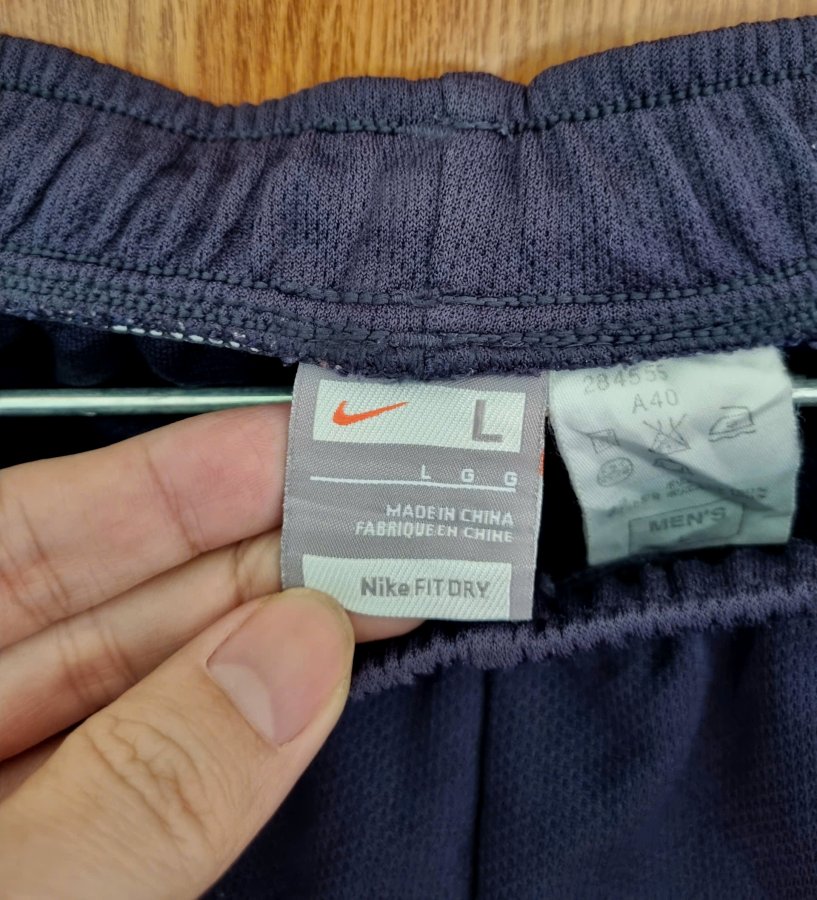 L
L G G
MADE IN CHINA
FABRIQUE EN CHINE
Nike FIT DRY
284555
A40
MEN'S